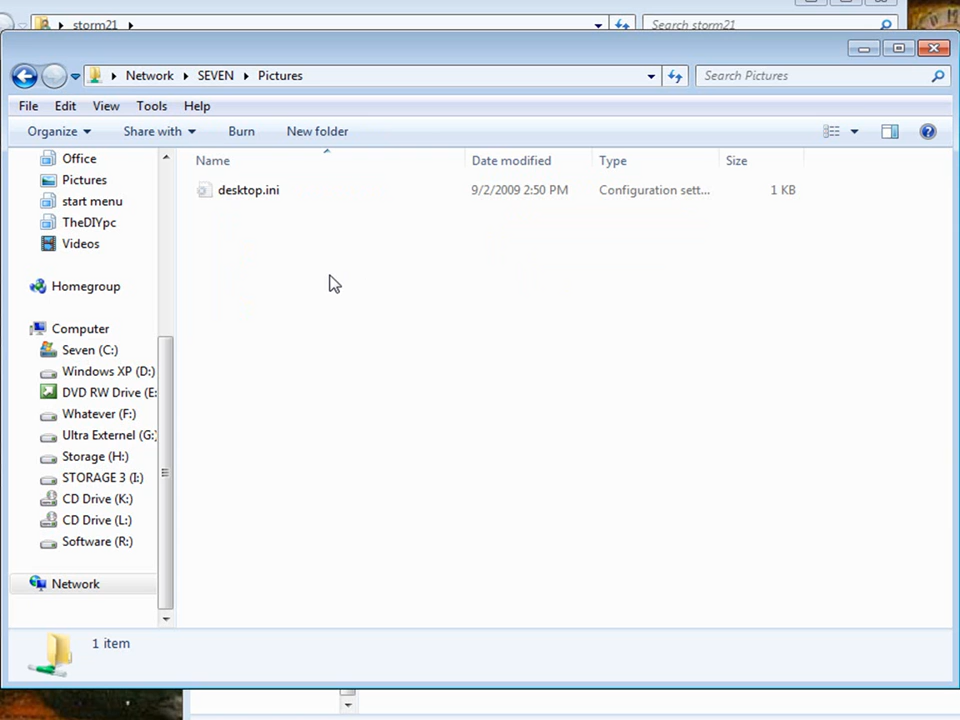 storm21
Search storm21
Network SEVEN Pictures
Search Pictures
File Edit View Tools Help
Organize Share with Burn New folder
Name Date modified Type Size
desktop.ini 9/2/2009 2:50 PM Configuration sett... 1 KB
Office
Pictures
start menu
TheDIYpc
Videos
Homegroup
Computer
Seven (C:)
Windows XP (D:)
DVD RW Drive (E:
Whatever (F:)
Ultra Externel (G:)
Storage (H:)
STORAGE 3 (I:)
CD Drive (K:)
CD Drive (L:)
Software (R:)
Network
1 item